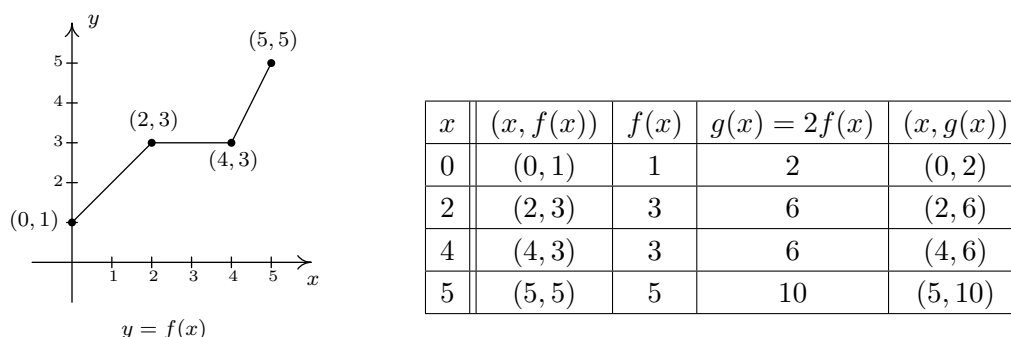 y
(5, 5)
5
4
(2, 3)
3
(4, 3)
2
(0, 1)
1 2 3 4 5
x
y = f(x)
x (x, f(x)) f(x) g(x) = 2f(x) (x, g(x))
0 (0, 1) 1 2 (0, 2)
2 (2, 3) 3 6 (2, 6)
4 (4, 3) 3 6 (4, 6)
5 (5, 5) 5 10 (5, 10)